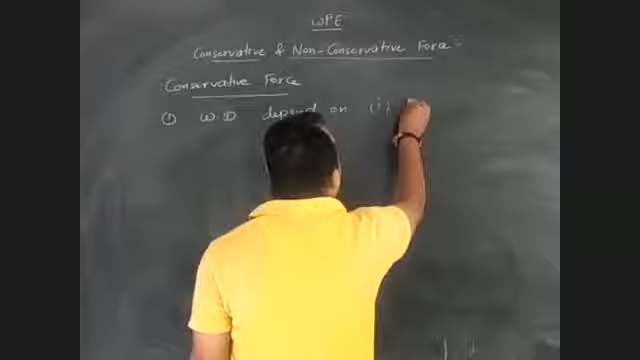 WPE
Conservative & Non-Conservative Force :-
Conservative Force
① W.D depend on (i)